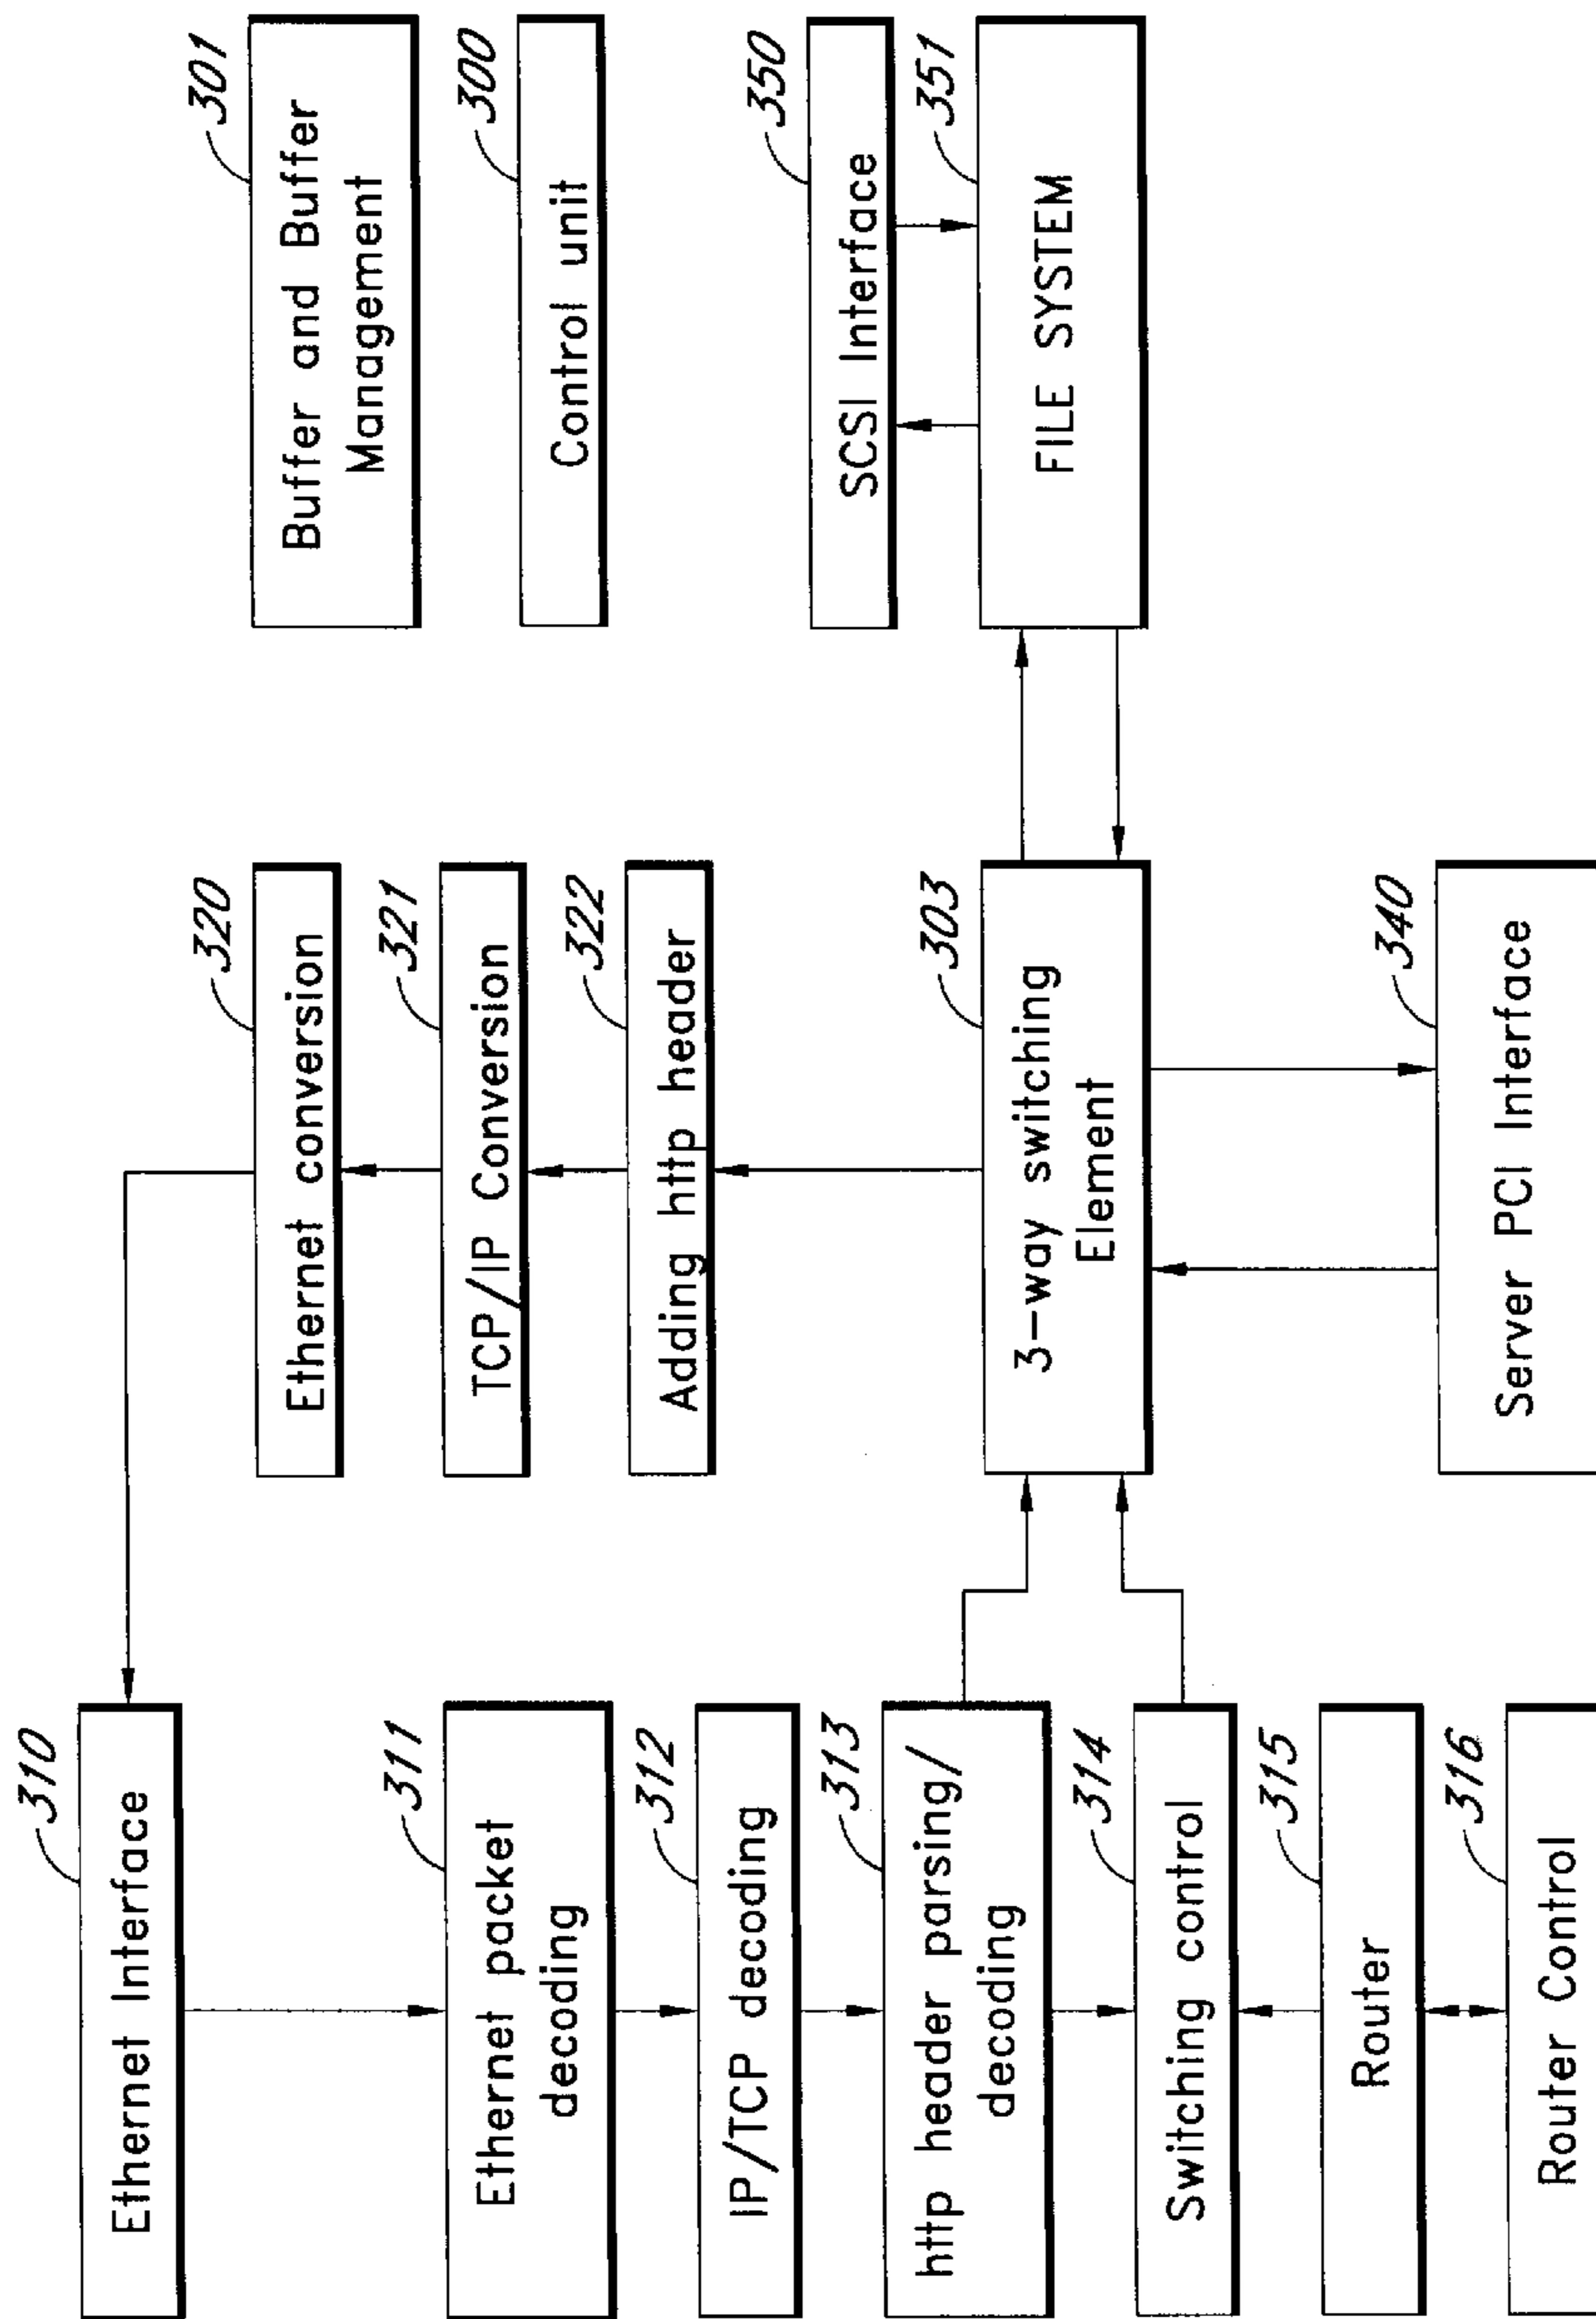 310
Ethernet Interface
311
Ethernet packet
decoding
312
IP/TCP decoding
313
http header parsing/
decoding
314
Switching control
315
Router
316
Router Control
320
Ethernet conversion
321
TCP/IP Conversion
322
Adding http header
303
3-way switching
Element
340
Server PCI Interface
301
Buffer and Buffer
Management
300
Control unit
350
SCSI Interface
351
FILE SYSTEM